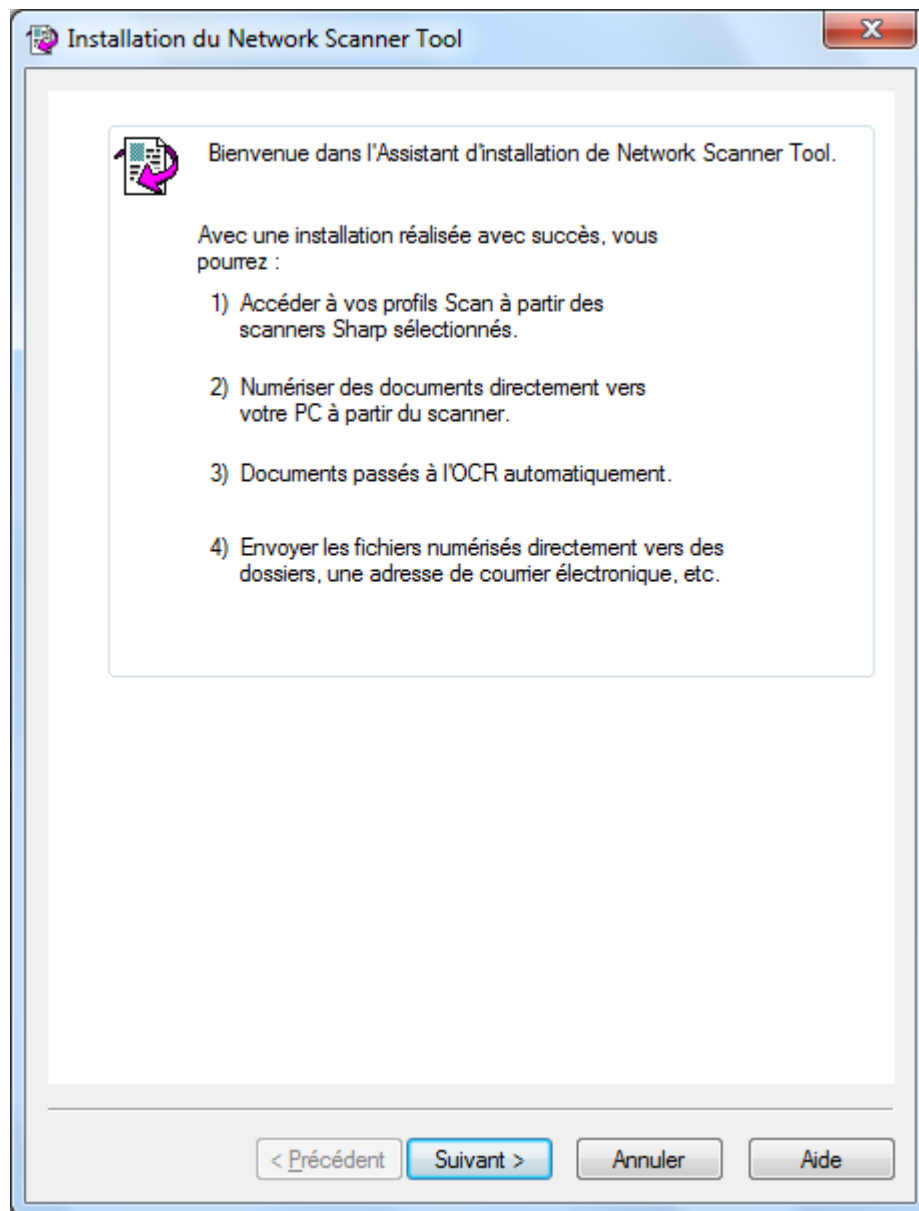 Installation du Network Scanner Tool
Bienvenue dans l'Assistant d'installation de Network Scanner Tool.
Avec une installation réalisée avec succès, vous
pourrez :
1) Accéder à vos profils Scan à partir des
scanners Sharp sélectionnés.
2) Numériser des documents directement vers
votre PC à partir du scanner.
3) Documents passés à l'OCR automatiquement.
4) Envoyer les fichiers numérisés directement vers des
dossiers, une adresse de courrier électronique, etc.
< Précédent Suivant > Annuler Aide